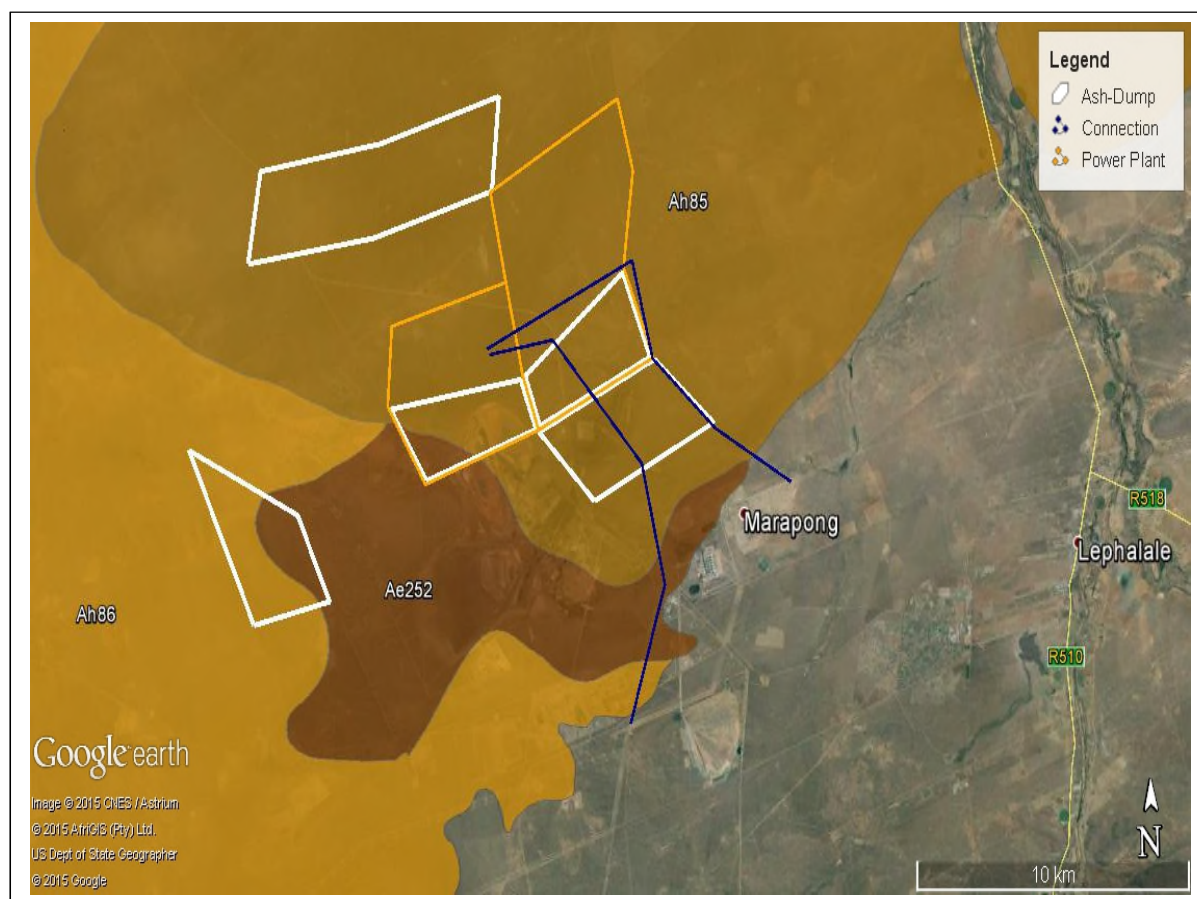 Legend
Ash-Dump
Connection
Power Plant
Ah85
R518
Marapong
Lephalale
Ae252
Ah86
R510
Google earth
Image © 2015 CNES / Astrium
© 2015 AfriGIS (Pty) Ltd.
US Dept of State Geographer
© 2015 Google
N
10 km